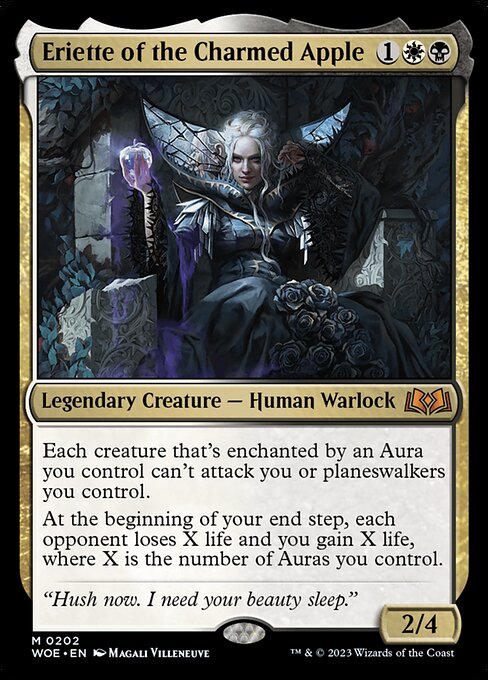 Eriette of the Charmed Apple 1
Legendary Creature — Human Warlock
Each creature that's enchanted by an Aura
you control can't attack you or planeswalkers
you control.
At the beginning of your end step, each
opponent loses X life and you gain X life,
where X is the number of Auras you control.
“Hush now. I need your beauty sleep.”
2/4
M 0202
WOE • EN Magali Villeneuve
™ & © 2023 Wizards of the Coast